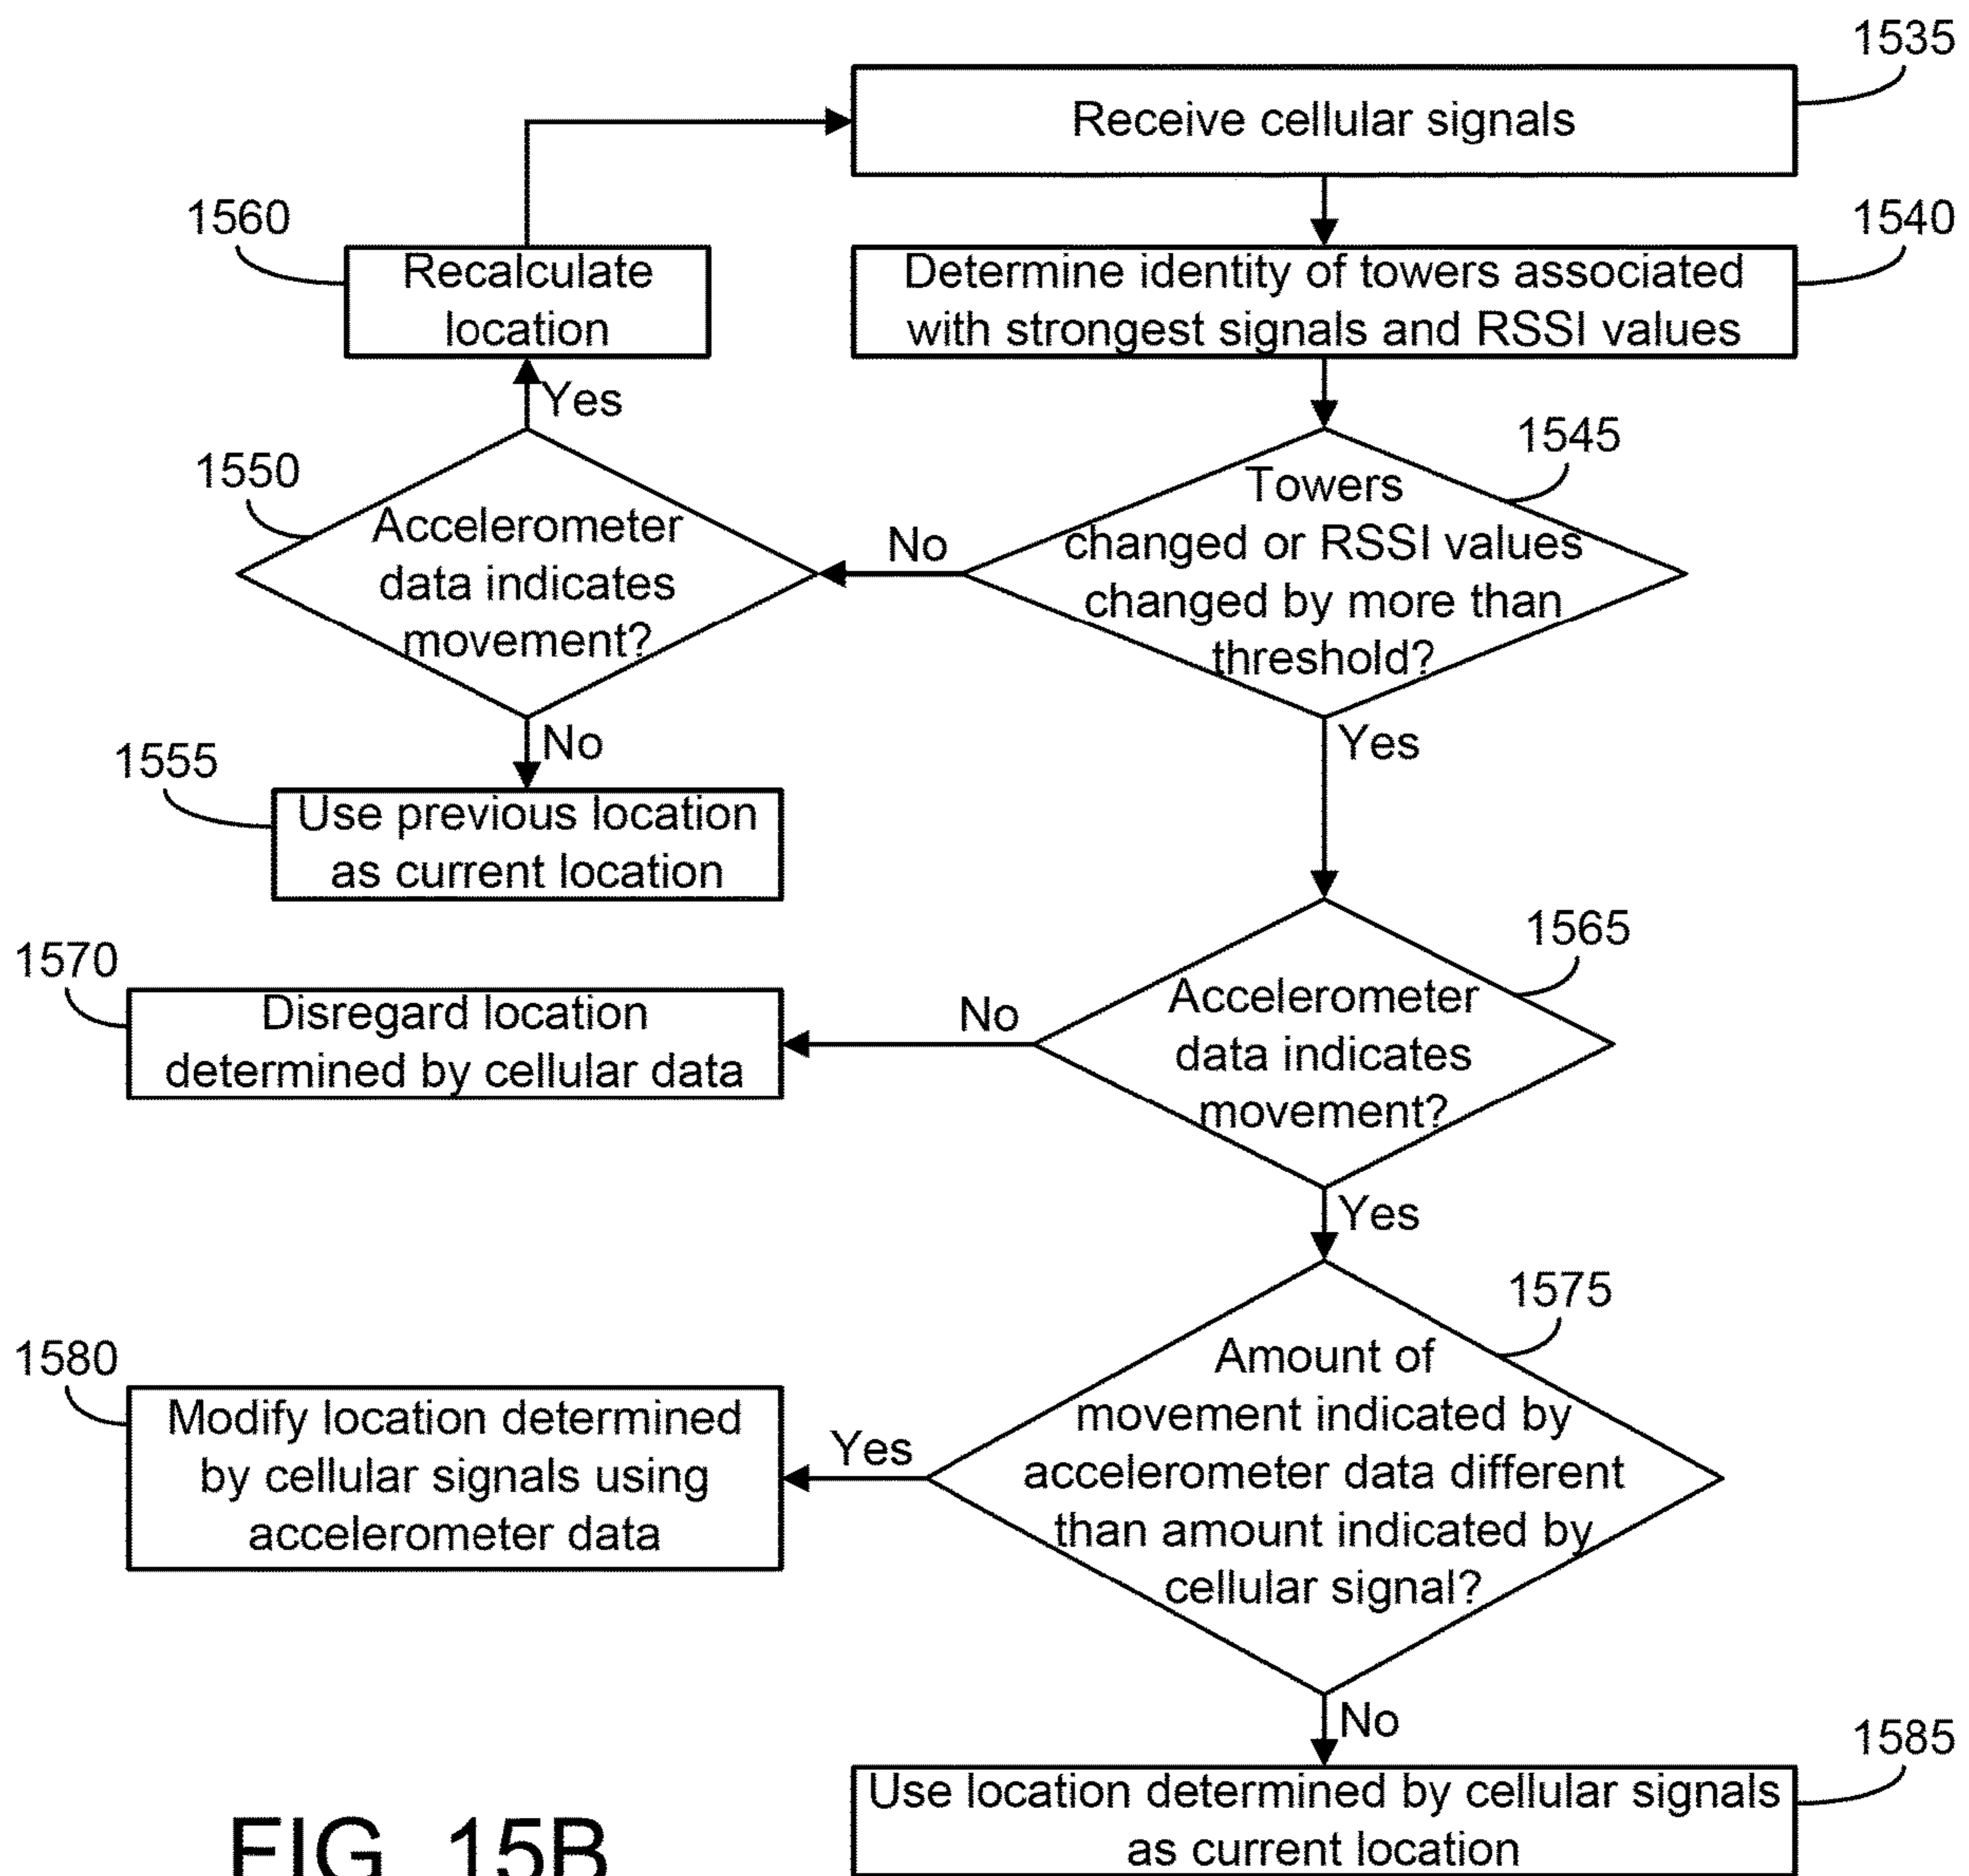 1535
Receive cellular signals
1560
1540
Recalculate
location
Determine identity of towers associated
with strongest signals and RSSI values
Yes
1545
1550
Towers
changed or RSSI values
changed by more than
threshold?
No
Accelerometer
data indicates
movement?
No
Yes
1555
Use previous location
as current location
1565
1570
Accelerometer
data indicates
movement?
No
Disregard location
determined by cellular data
Yes
1575
1580
Amount of
movement indicated by
accelerometer data different
than amount indicated by
cellular signal?
Yes
Modify location determined
by cellular signals using
accelerometer data
No
1585
Use location determined by cellular signals
as current location
FIG. 15B